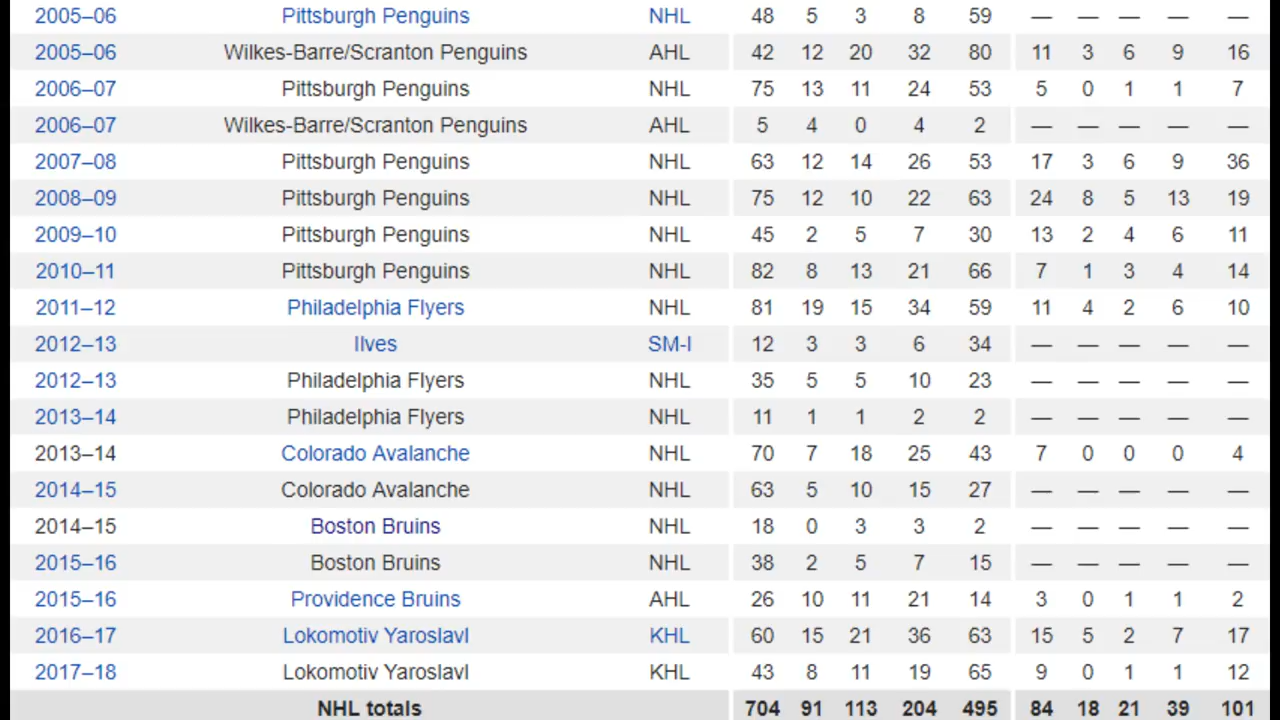 2005–06 Pittsburgh Penguins NHL 48 5 3 8 59 — — — — —
2005–06 Wilkes-Barre/Scranton Penguins AHL 42 12 20 32 80 11 3 6 9 16
2006–07 Pittsburgh Penguins NHL 75 13 11 24 53 5 0 1 1 7
2006–07 Wilkes-Barre/Scranton Penguins AHL 5 4 0 4 2 — — — — —
2007–08 Pittsburgh Penguins NHL 63 12 14 26 53 17 3 6 9 36
2008–09 Pittsburgh Penguins NHL 75 12 10 22 63 24 8 5 13 19
2009–10 Pittsburgh Penguins NHL 45 2 5 7 30 13 2 4 6 11
2010–11 Pittsburgh Penguins NHL 82 8 13 21 66 7 1 3 4 14
2011–12 Philadelphia Flyers NHL 81 19 15 34 59 11 4 2 6 10
2012–13 Ilves SM-l 12 3 3 6 34 — — — — —
2012–13 Philadelphia Flyers NHL 35 5 5 10 23 — — — — —
2013–14 Philadelphia Flyers NHL 11 1 1 2 2 — — — — —
2013–14 Colorado Avalanche NHL 70 7 18 25 43 7 0 0 0 4
2014–15 Colorado Avalanche NHL 63 5 10 15 27 — — — — —
2014–15 Boston Bruins NHL 18 0 3 3 2 — — — — —
2015–16 Boston Bruins NHL 38 2 5 7 15 — — — — —
2015–16 Providence Bruins AHL 26 10 11 21 14 3 0 1 1 2
2016–17 Lokomotiv Yaroslavl KHL 60 15 21 36 63 15 5 2 7 17
2017–18 Lokomotiv Yaroslavl KHL 43 8 11 19 65 9 0 1 1 12
NHL totals 704 91 113 204 495 84 18 21 39 101